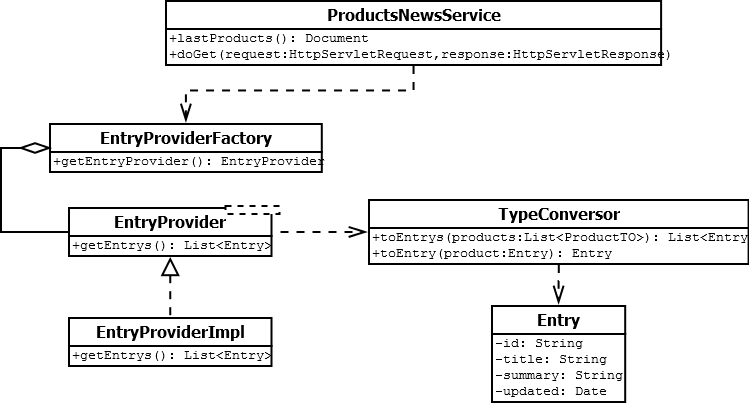 ProductsNewsService
+lastProducts(): Document
+doGet(request:HttpServletRequest,response:HttpServletResponse)
EntryProviderFactory
+getEntryProvider(): EntryProvider
EntryProvider
+getEntrys(): List<Entry>
TypeConversor
+toEntrys(products:List<ProductTO>): List<Entry
+toEntry(product:Entry): Entry
EntryProviderImpl
+getEntrys(): List<Entry>
Entry
-id: String
-title: String
-summary: String
-updated: Date